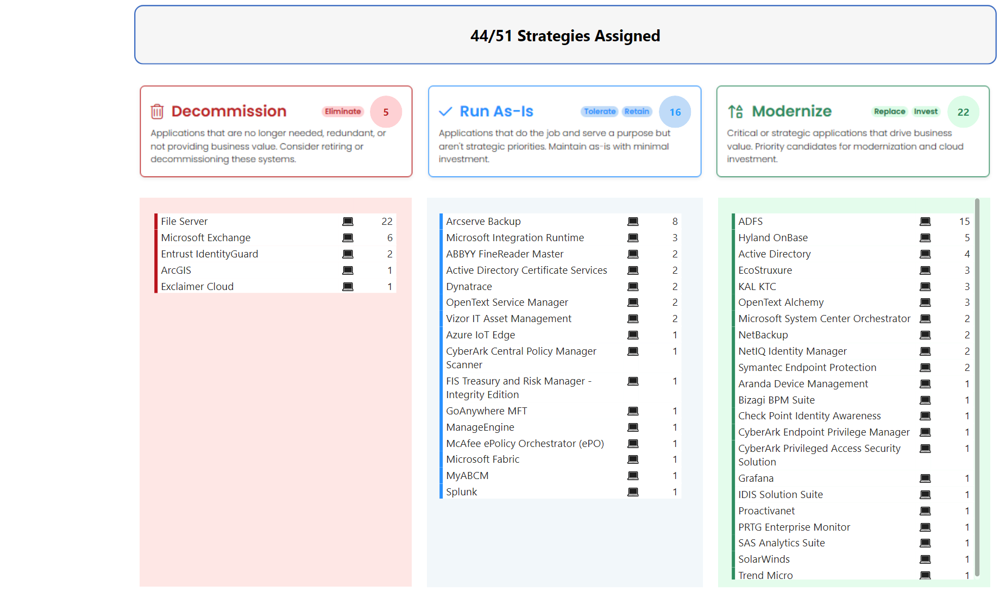 44/51 Strategies Assigned
Decommission Eliminate 5
Applications that are no longer needed, redundant, or
not providing business value. Consider retiring or
decommissioning these systems.
Run As-Is Tolerate Retain 16
Applications that do the job and serve a purpose but
aren't strategic priorities. Maintain as-is with minimal
investment.
Modernize Replace Invest 22
Critical or strategic applications that drive business
value. Priority candidates for modernization and cloud
investment.
File Server 22
Microsoft Exchange 6
Entrust IdentityGuard 2
ArcGIS 1
Exclaimer Cloud 1
Arcserve Backup 8
Microsoft Integration Runtime 3
ABBYY FineReader Master 2
Active Directory Certificate Services 2
Dynatrace 2
OpenText Service Manager 2
Vizor IT Asset Management 2
Azure IoT Edge 1
CyberArk Central Policy Manager 1
Scanner
FIS Treasury and Risk Manager - 1
Integrity Edition
GoAnywhere MFT 1
ManageEngine 1
McAfee ePolicy Orchestrator (ePO) 1
Microsoft Fabric 1
MyABCM 1
Splunk 1
ADFS 15
Hyland OnBase 5
Active Directory 4
EcoStruxure 3
KAL KTC 3
OpenText Alchemy 3
Microsoft System Center Orchestrator 2
NetBackup 2
NetIQ Identity Manager 2
Symantec Endpoint Protection 2
Aranda Device Management 1
Bizagi BPM Suite 1
Check Point Identity Awareness 1
CyberArk Endpoint Privilege Manager 1
CyberArk Privileged Access Security 1
Solution
Grafana 1
IDIS Solution Suite 1
Proactivanet 1
PRTG Enterprise Monitor 1
SAS Analytics Suite 1
SolarWinds 1
Trend Micro 1